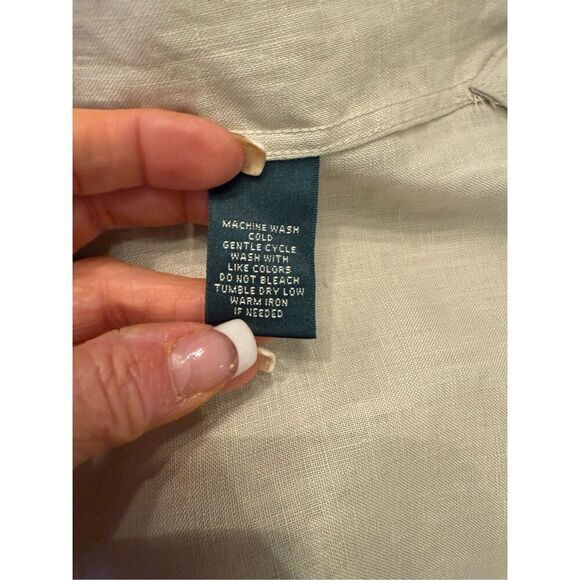 MACHINE WASH
COLD
GENTLE CYCLE
WASH WITH
LIKE COLORS
DO NOT BLEACH
TUMBLE DRY LOW
WARM IRON
IF NEEDED